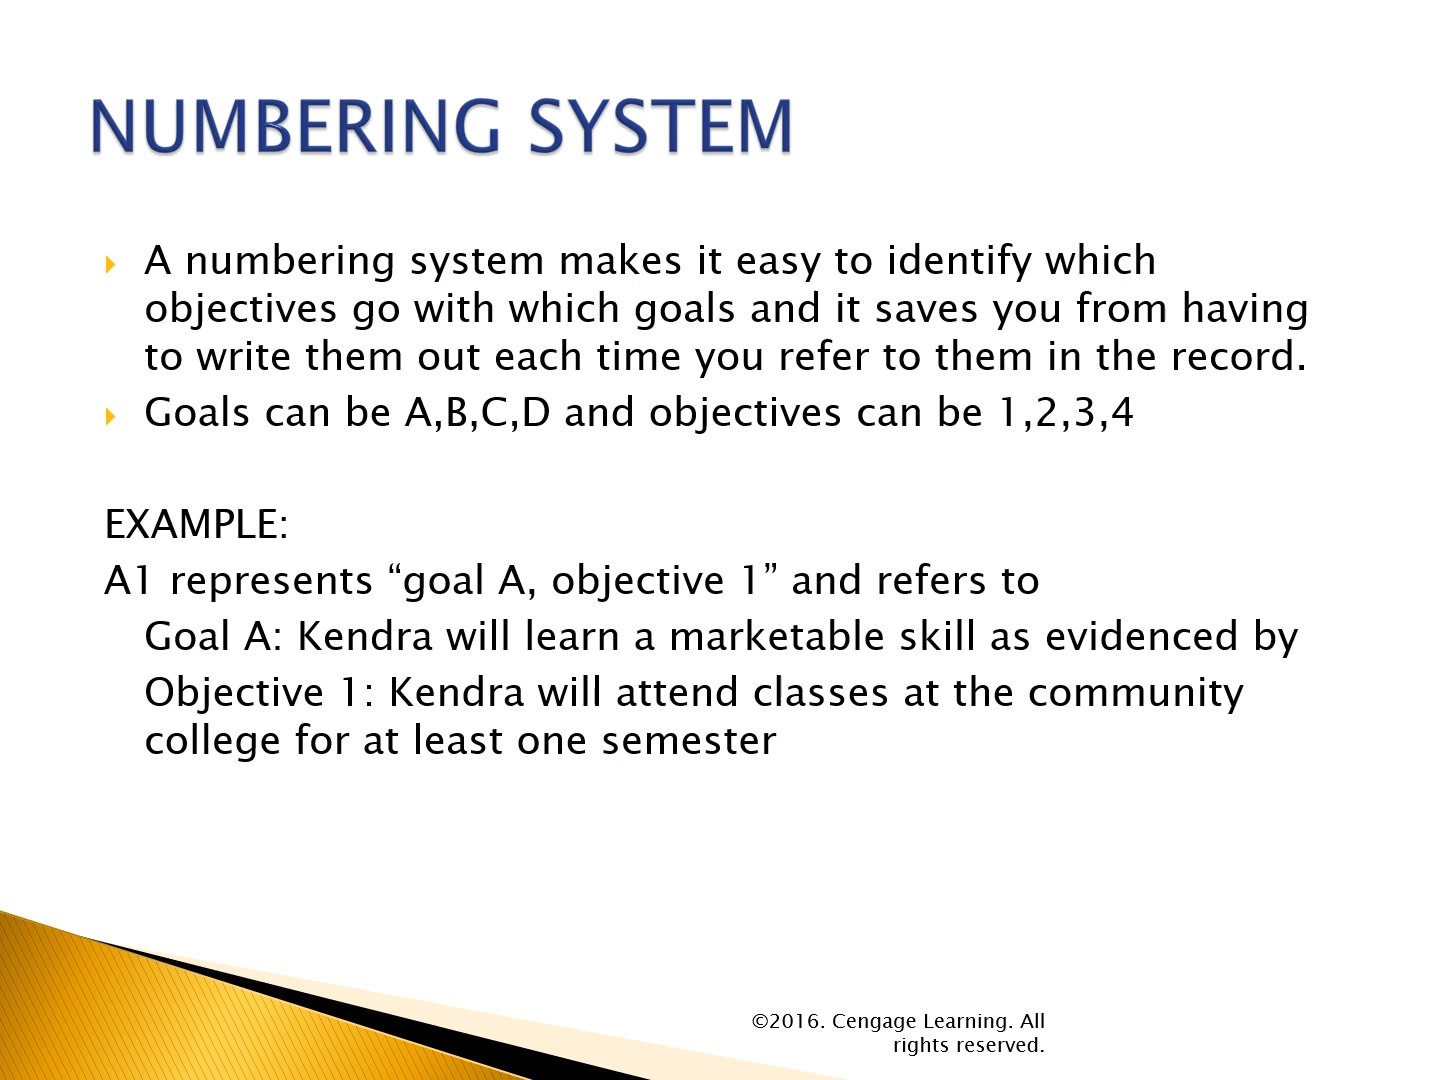 NUMBERING SYSTEM
A numbering system makes it easy to identify which
objectives go with which goals and it saves you from having
to write them out each time you refer to them in the record.
Goals can be A,B,C,D and objectives can be 1,2,3,4
EXAMPLE:
A1 represents “goal A, objective 1” and refers to
Goal A: Kendra will learn a marketable skill as evidenced by
Objective 1: Kendra will attend classes at the community
college for at least one semester
©2016. Cengage Learning. All
rights reserved.